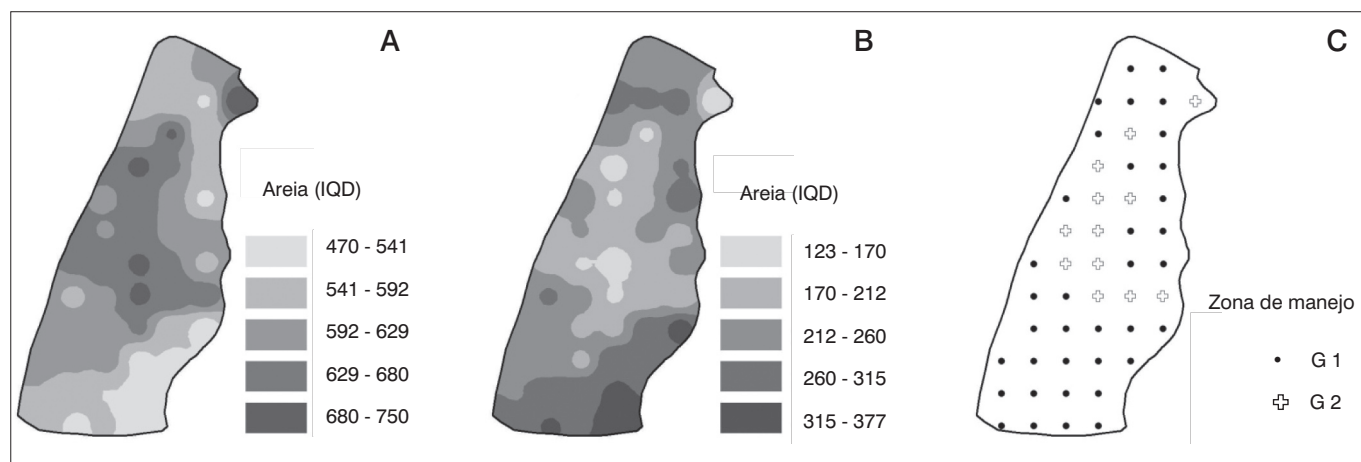 A
Areia (IQD)
470 - 541
541 - 592
592 - 629
629 - 680
680 - 750
B
Areia (IQD)
123 - 170
170 - 212
212 - 260
260 - 315
315 - 377
C
Zona de manejo
G 1
G 2